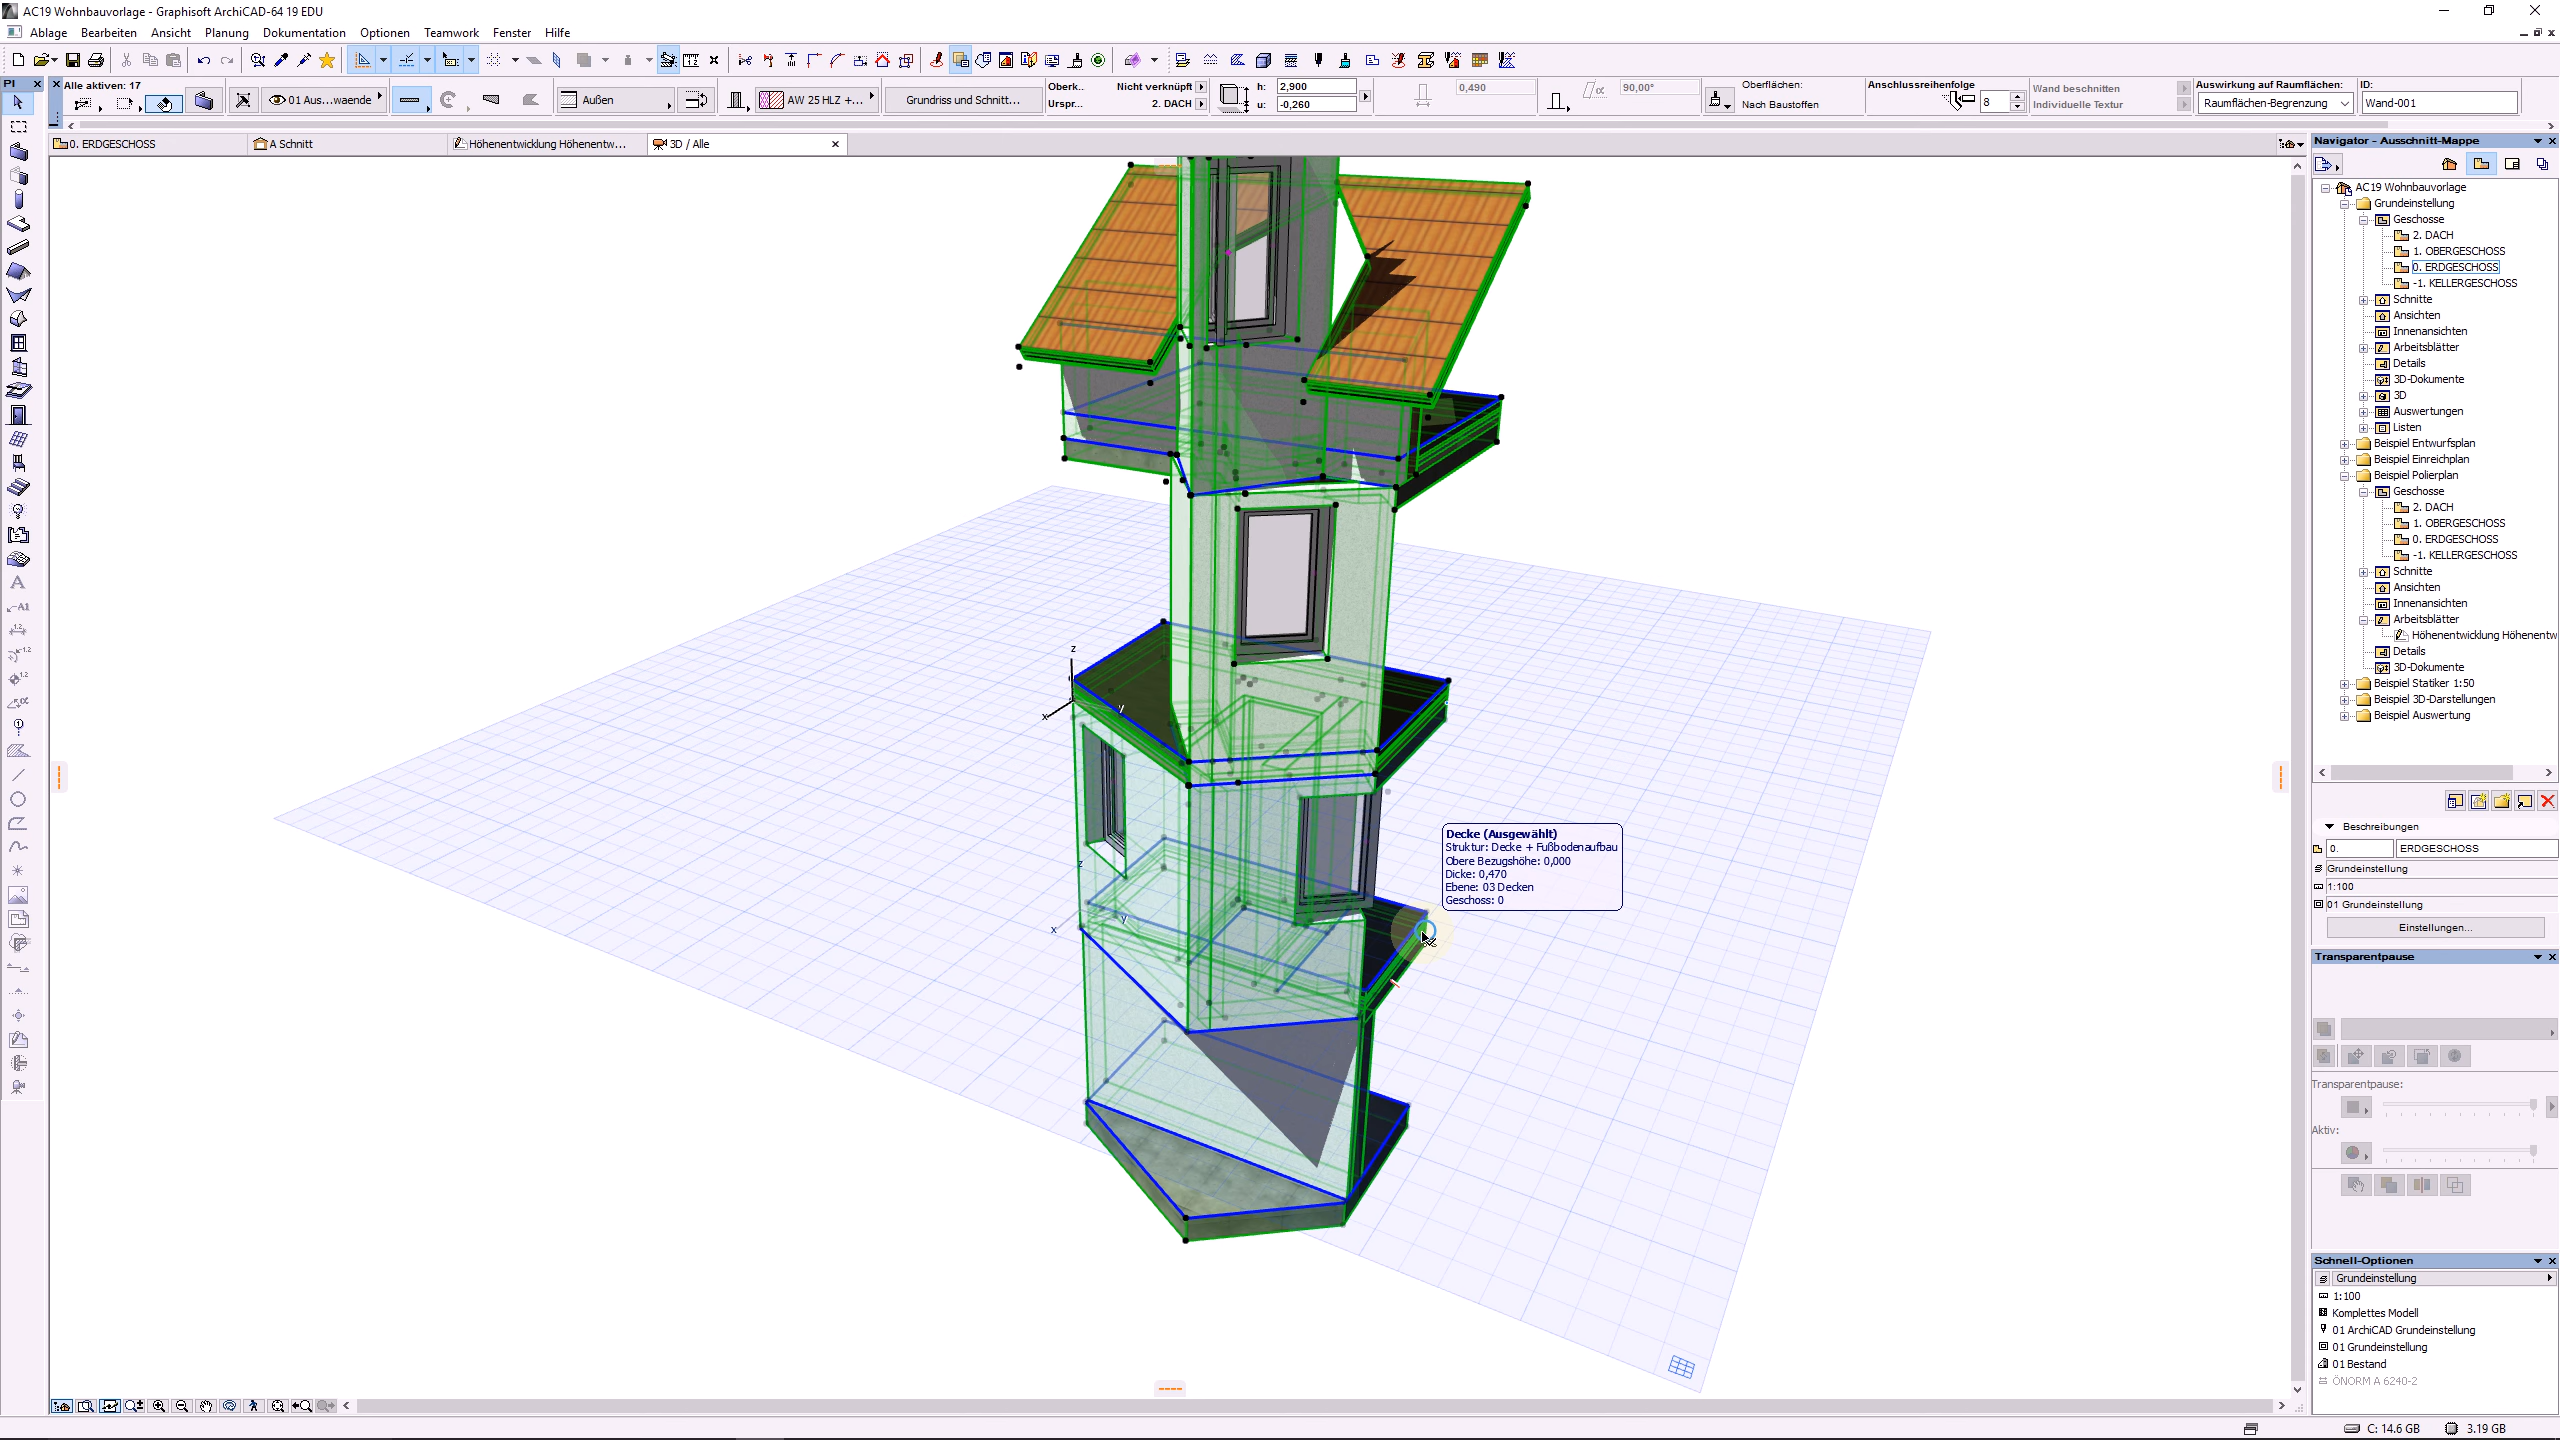 AC19 Wohnbauvorlage - Graphisoft ArchiCAD-64 19 EDU
Ablage Bearbeiten Ansicht Planung Dokumentation Optionen Teamwork Fenster Hilfe
Alle aktiven: 17
01 Aus...waende
Außen
AW 25 HLZ +...
Grundriss und Schnitt...
Oberk.. Nicht verknüpft
Urspr... 2. DACH
h: 2,900
u: -0,260
0,490
90,00°
Oberflächen:
Nach Baustoffen
Anschlussreihenfolge
8
Wand beschnitten
Individuelle Textur
Auswirkung auf Raumflächen:
Raumflächen-Begrenzung
ID:
Wand-001
0. ERDGESCHOSS
A Schnitt
Höhenentwicklung Höhenentw...
3D / Alle
PI
A
A1
1.2
1.2
1.2
z
x
y
z
x
y
Decke (Ausgewählt)
Struktur: Decke + Fußbodenaufbau
Obere Bezugshöhe: 0,000
Dicke: 0,470
Ebene: 03 Decken
Geschoss: 0
Navigator - Ausschnitt-Mappe
AC19 Wohnbauvorlage
Grundeinstellung
Geschosse
2. DACH
1. OBERGESCHOSS
0. ERDGESCHOSS
-1. KELLERGESCHOSS
Schnitte
Ansichten
Innenansichten
Arbeitsblätter
Details
3D-Dokumente
3D
Auswertungen
Listen
Beispiel Entwurfsplan
Beispiel Einreichplan
Beispiel Polierplan
Geschosse
2. DACH
1. OBERGESCHOSS
0. ERDGESCHOSS
-1. KELLERGESCHOSS
Schnitte
Ansichten
Innenansichten
Arbeitsblätter
Höhenentwicklung Höhenentw
Details
3D-Dokumente
Beispiel Statiker 1:50
Beispiel 3D-Darstellungen
Beispiel Auswertung
Beschreibungen
0. ERDGESCHOSS
Grundeinstellung
1:100
01 Grundeinstellung
Einstellungen...
Transparentpause
Transparentpause:
Aktiv:
Schnell-Optionen
Grundeinstellung
1:100
Komplettes Modell
01 ArchiCAD Grundeinstellung
01 Grundeinstellung
01 Bestand
ÖNORM A 6240-2
C: 14.6 GB 3.19 GB